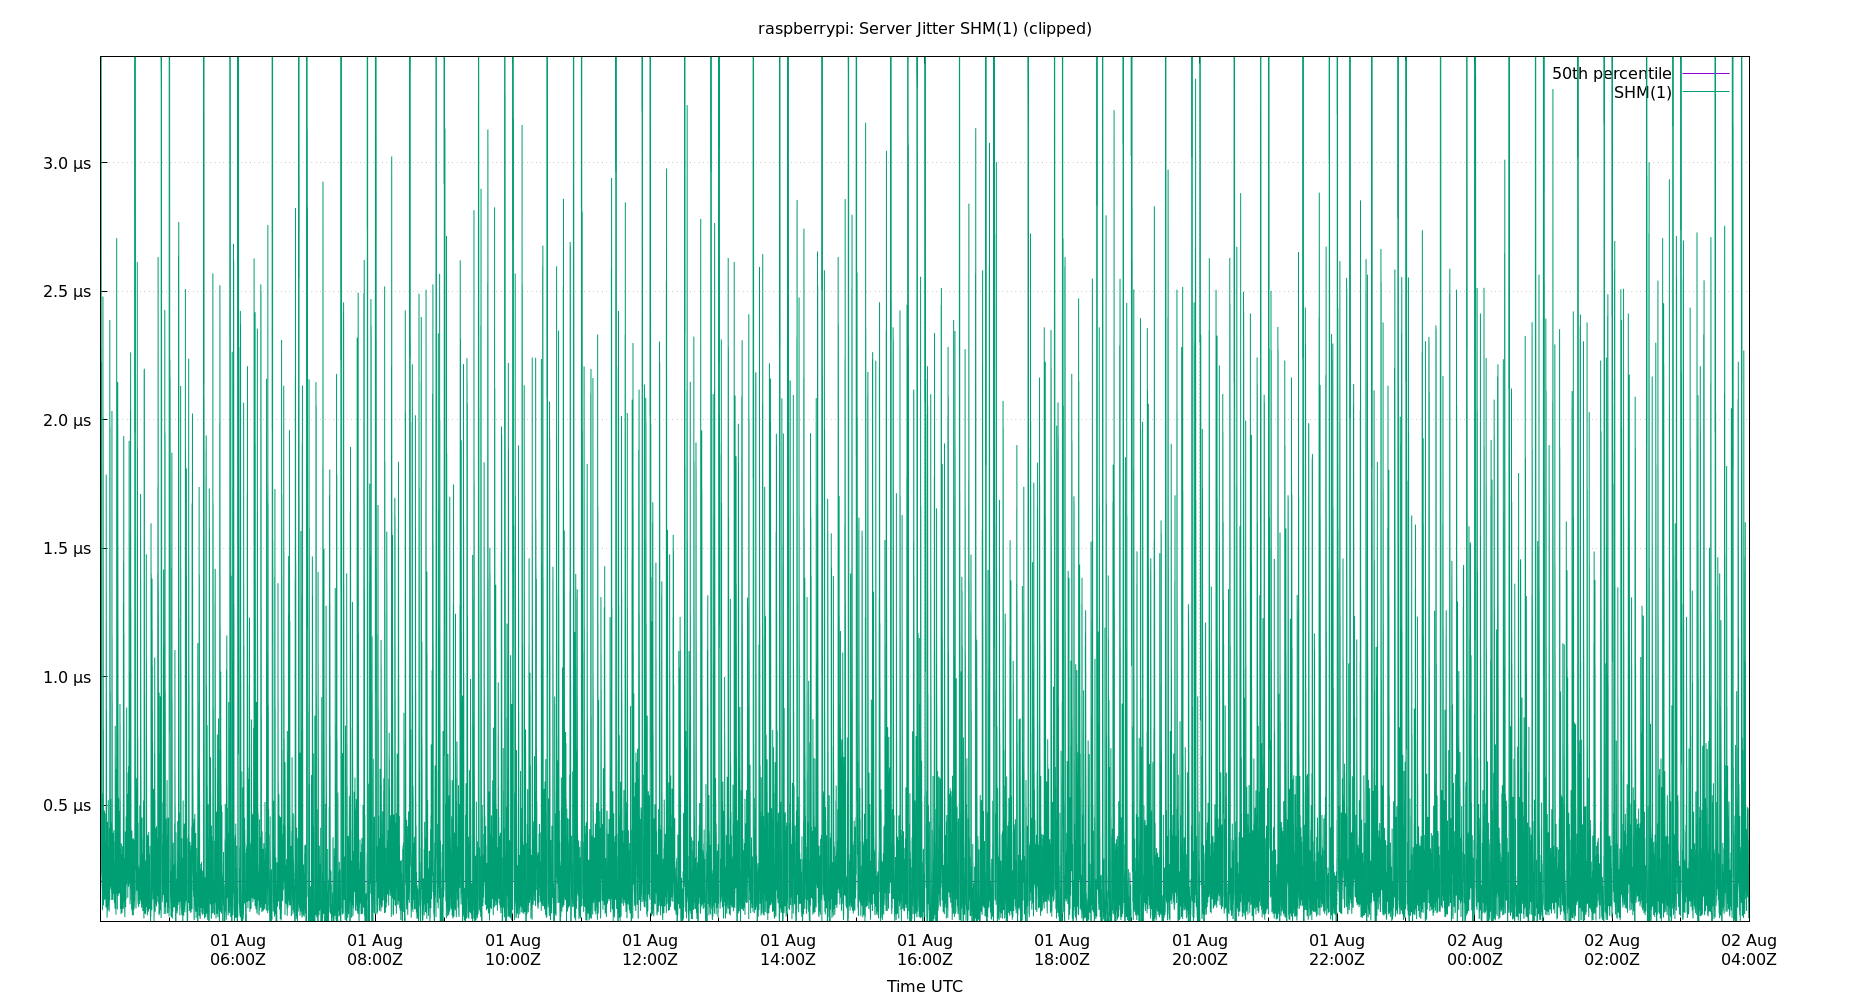 raspberrypi: Server Jitter SHM(1) (clipped)
50th percentile
SHM(1)
3.0 µs
2.5 µs
2.0 µs
1.5 µs
1.0 µs
0.5 µs
01 Aug 01 Aug 01 Aug 01 Aug 01 Aug 01 Aug 01 Aug 01 Aug 01 Aug 02 Aug 02 Aug 02 Aug
06:00Z 08:00Z 10:00Z 12:00Z 14:00Z 16:00Z 18:00Z 20:00Z 22:00Z 00:00Z 02:00Z 04:00Z
Time UTC